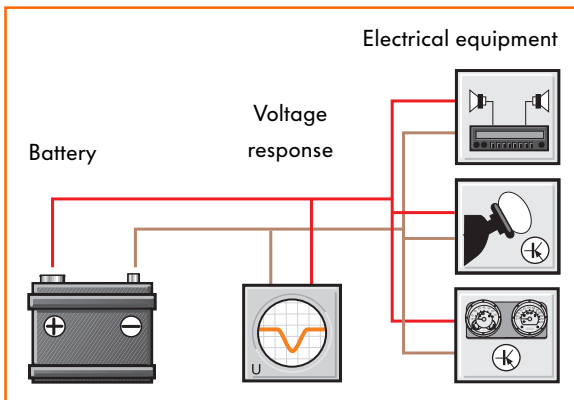 Electrical equipment
Voltage
response
Battery
U